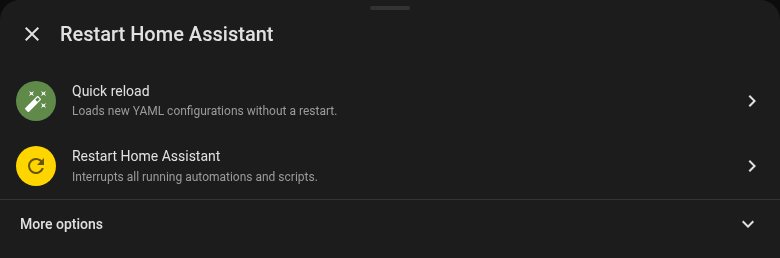 Restart Home Assistant
Quick reload
Loads new YAML configurations without a restart.
Restart Home Assistant
Interrupts all running automations and scripts.
More options